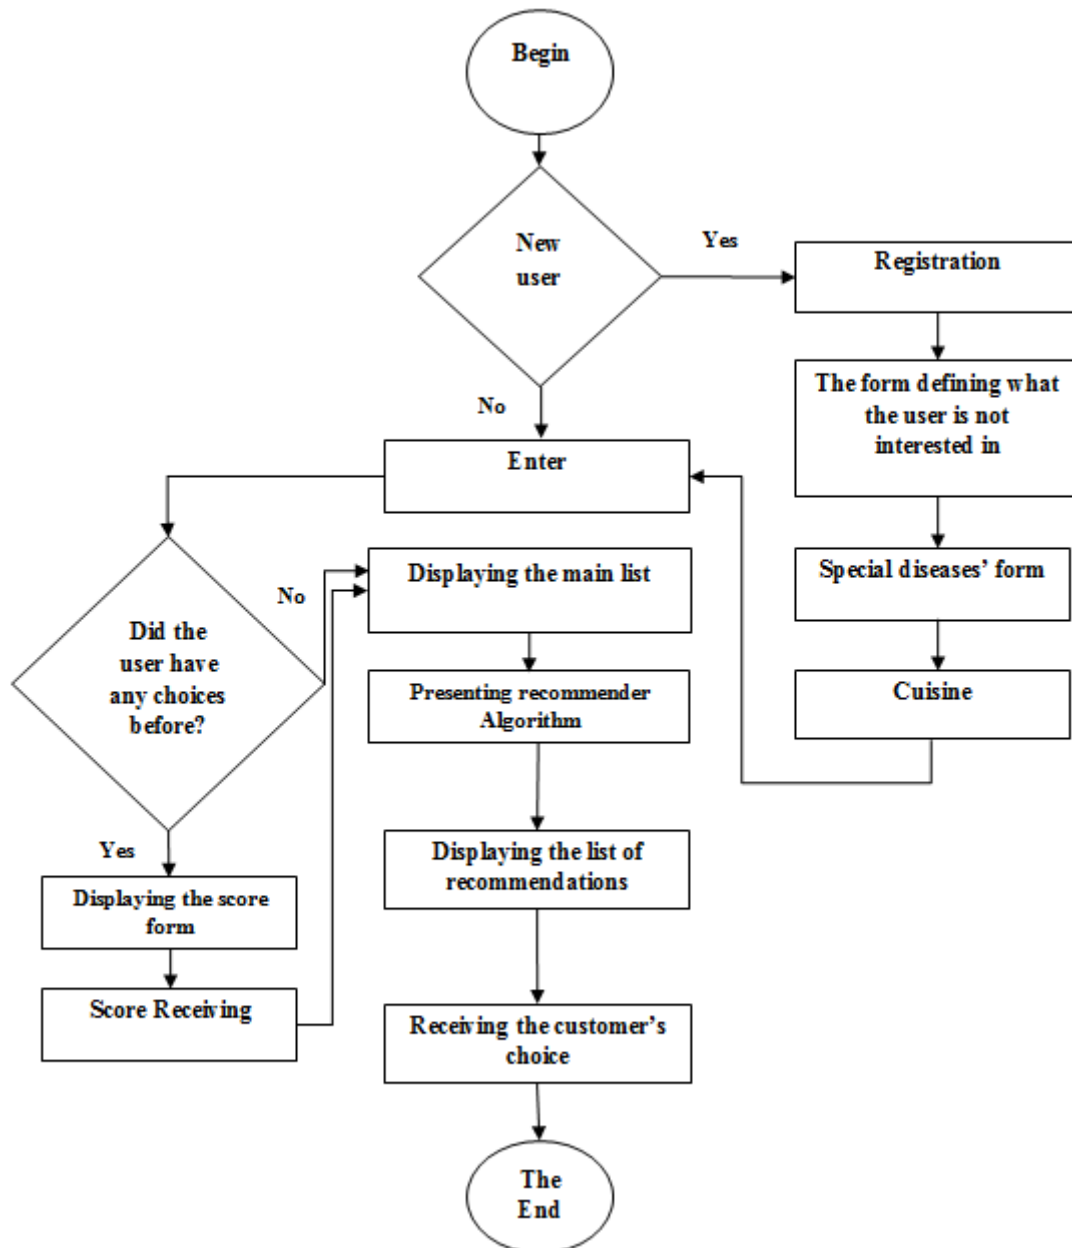 Begin
New
user
Yes
Registration
The form defining what
the user is not
interested in
No
Enter
Special diseases’ form
Displaying the main list
No
Did the
user have
any choices
before?
Presenting recommender
Algorithm
Cuisine
Yes
Displaying the list of
recommendations
Displaying the score
form
Score Receiving
Receiving the customer’s
choice
The
End